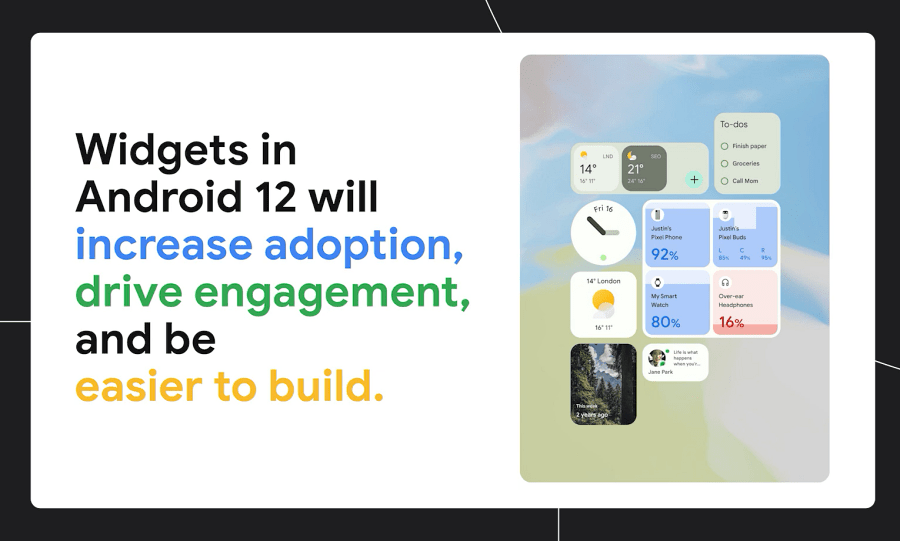 Widgets in
Android 12 will
increase adoption,
drive engagement,
and be
easier to build.
To-dos
Finish paper
Groceries
Call Mom
LND
14°
16° 11°
SEO
21°
24° 16°
+
Fri 16
Justin's
Pixel Phone
92%
Justin's
Pixel Buds
L C R
85% 49% 95%
14° London
16° 11°
My Smart
Watch
80%
Over-ear
Headphones
16%
This week
2 years ago
Life is what
happens
when you'r...
Jane Park